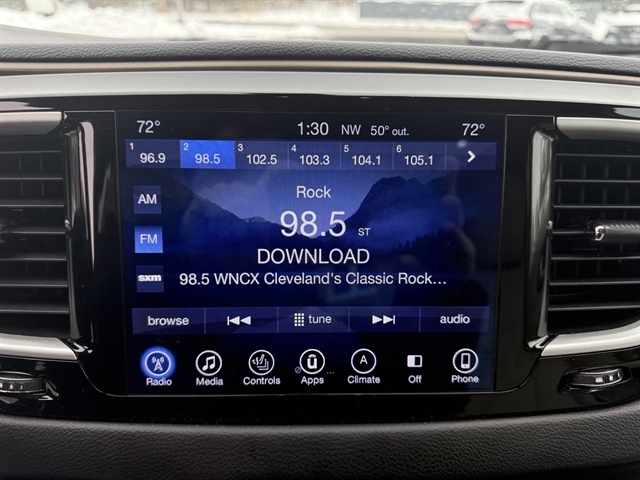 72° 1:30 NW 50° out. 72°
1 96.9 2 98.5 3 102.5 4 103.3 5 104.1 6 105.1
AM
FM
sxm
Rock
98.5 ST
DOWNLOAD
98.5 WNCX Cleveland's Classic Rock...
browse tune audio
Radio Media Controls Apps Climate Off Phone